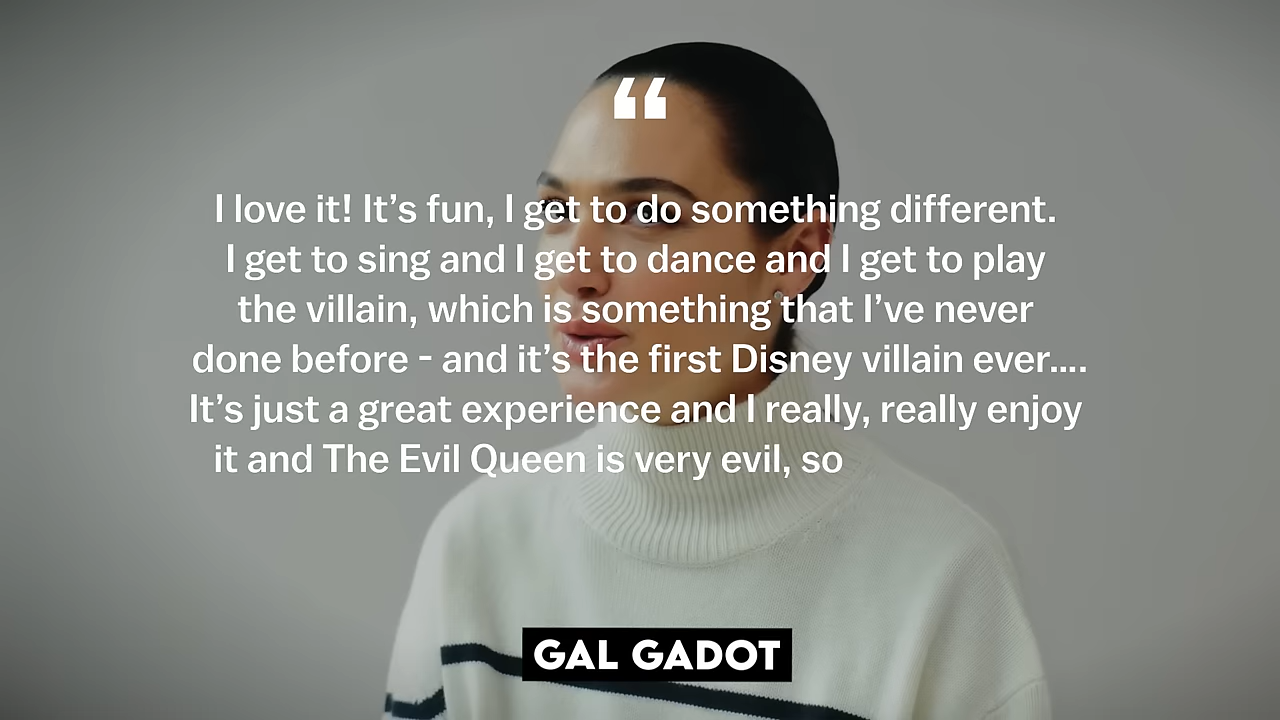 “
I love it! It’s fun, I get to do something different.
I get to sing and I get to dance and I get to play
the villain, which is something that I’ve never
done before - and it’s the first Disney villain ever....
It’s just a great experience and I really, really enjoy
it and The Evil Queen is very evil, so
GAL GADOT